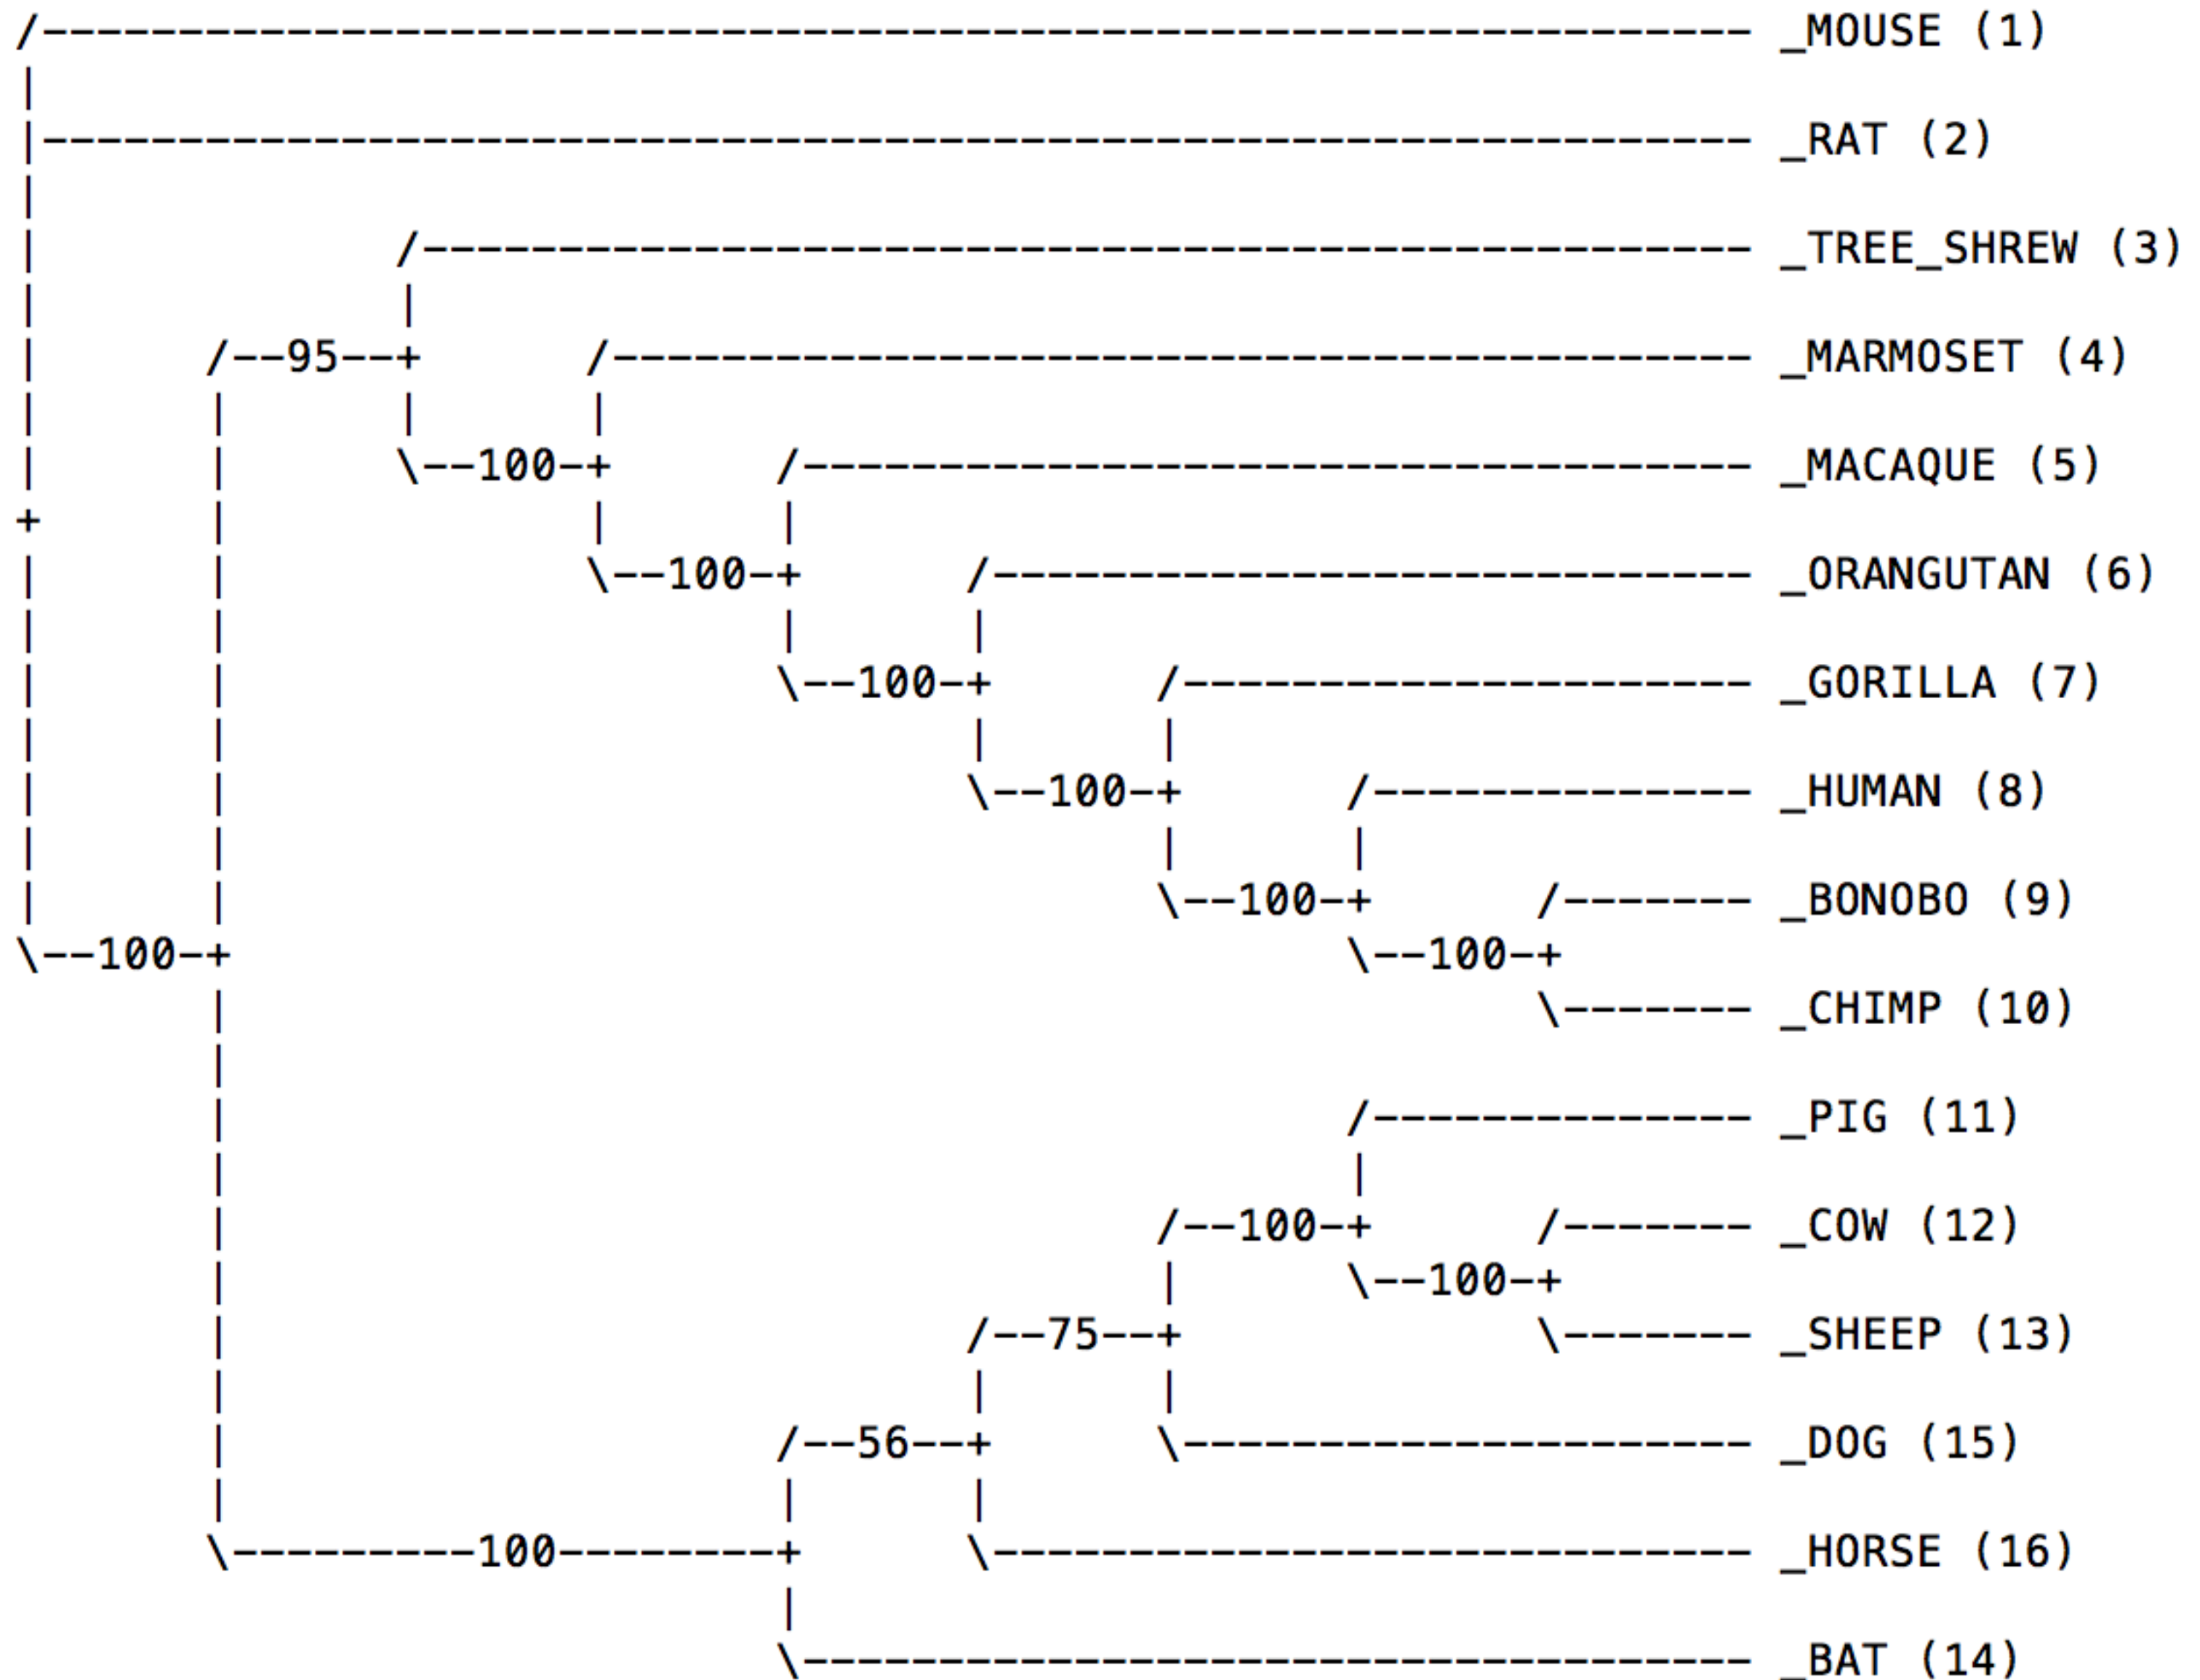 /--------------------------------------------------------------- _MOUSE (1)
|
|--------------------------------------------------------------- _RAT (2)
|
|             /------------------------------------------------- _TREE_SHREW (3)
|             |
|      /--95--+      /------------------------------------------ _MARMOSET (4)
|      |      |      |
|      |      \--100-+      /----------------------------------- _MACAQUE (5)
+      |             |      |
|      |             \--100-+      /---------------------------- _ORANGUTAN (6)
|      |                    |      |
|      |                    \--100-+      /--------------------- _GORILLA (7)
|      |                           |      |
|      |                           \--100-+      /-------------- _HUMAN (8)
|      |                                  |      |
|      |                                  \--100-+      /------- _BONOBO (9)
\--100-+                                         \--100-+
       |                                                \------- _CHIMP (10)
       |
       |                                         /-------------- _PIG (11)
       |                                         |
       |                                  /--100-+      /------- _COW (12)
       |                                  |      \--100-+
       |                           /--75--+             \------- _SHEEP (13)
       |                           |      |
       |                    /--56--+      \--------------------- _DOG (15)
       |                    |      |
       \---------100--------+      \---------------------------- _HORSE (16)
                            |
                            \----------------------------------- _BAT (14)